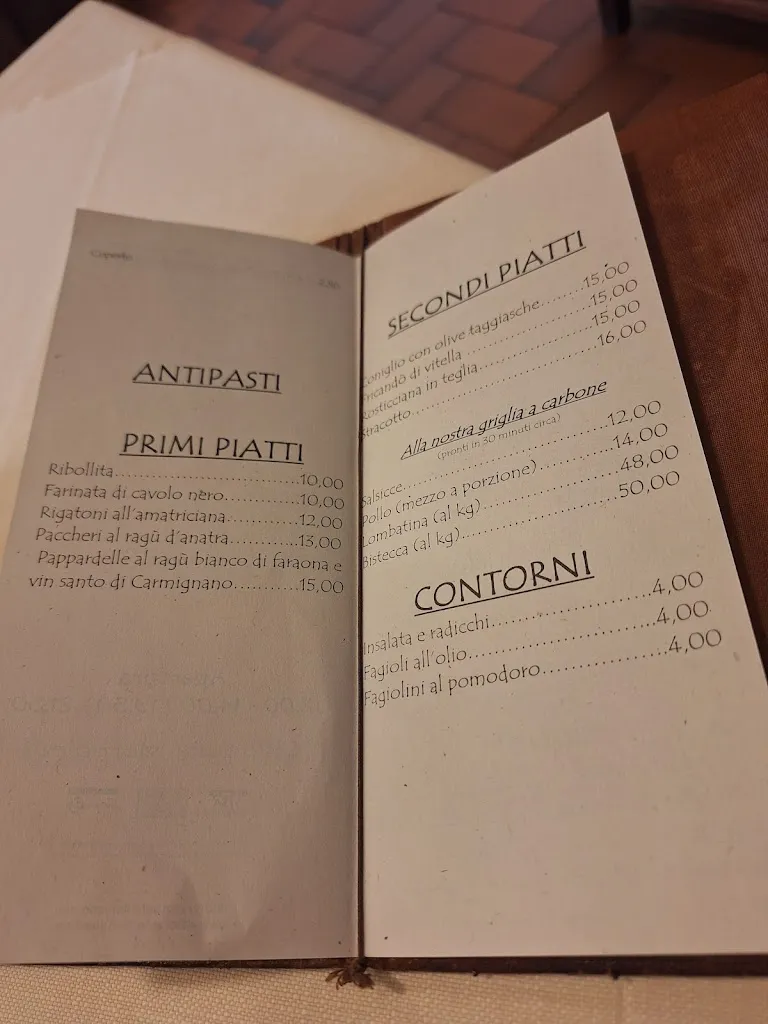 Coperto
2,50
ANTIPASTI
PRIMI PIATTI
Ribollita....................10,00
Farinata di cavolo nero............10,00
Rigatoni all'amatriciana............12,00
Paccheri al ragù d'anatra............13,00
Pappardelle al ragù bianco di faraona e
vin santo di Carmignano............15,00
SECONDI PIATTI
Coniglio con olive taggiasche........15,00
Fricandò di vitella....................15,00
Rosticciana in teglia....................15,00
Stracotto..............................16,00
Alla nostra griglia a carbone
(pronti in 30 minuti circa)
Salsicce..............................12,00
Pollo (mezzo a porzione)............14,00
Lombatina (al kg)....................48,00
Bistecca (al kg)....................50,00
CONTORNI
Insalata e radicchi....................4,00
Fagioli all'olio..............................4,00
Fagiolini al pomodoro................4,00